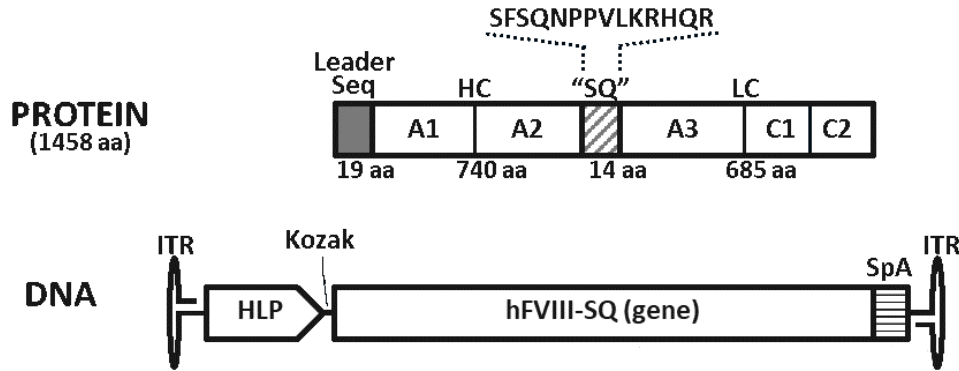 SFSQNPPVLKRHQR
Leader
Seq
HC
“SQ”
LC
PROTEIN
(1458 aa)
A1
A2
A3
C1
C2
19 aa
740 aa
14 aa
685 aa
ITR
Kozak
ITR
SpA
DNA
HLP
hFVIII-SQ (gene)